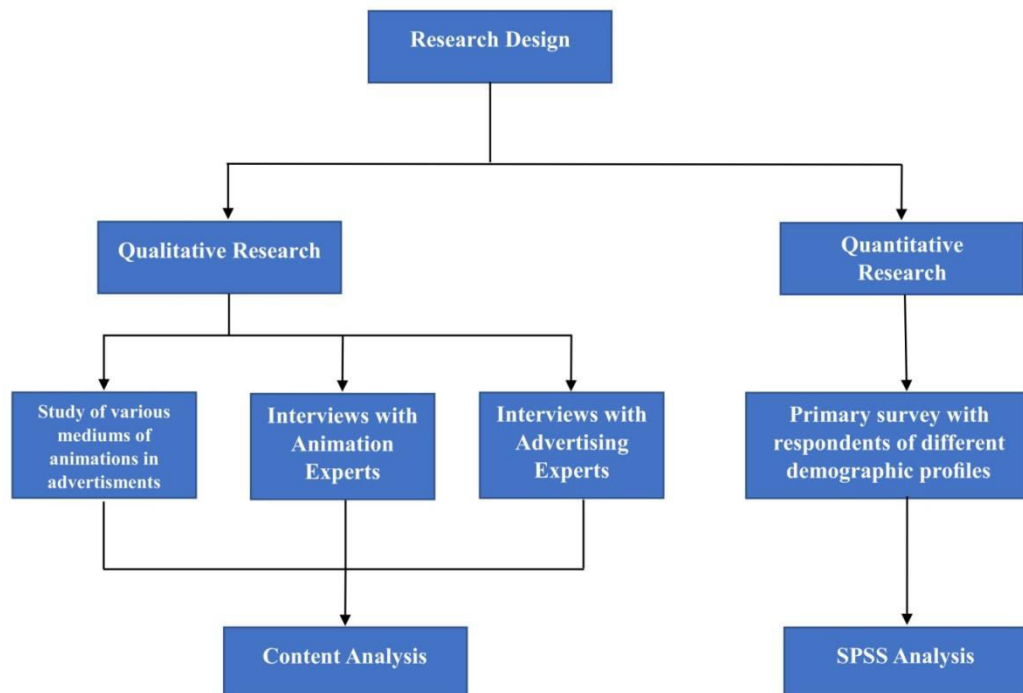 Research Design
Qualitative Research
Quantitative
Research
Study of various
mediums of
animations in
advertisments
Interviews with
Animation
Experts
Interviews with
Advertising
Experts
Primary survey with
respondents of different
demographic profiles
Content Analysis
SPSS Analysis